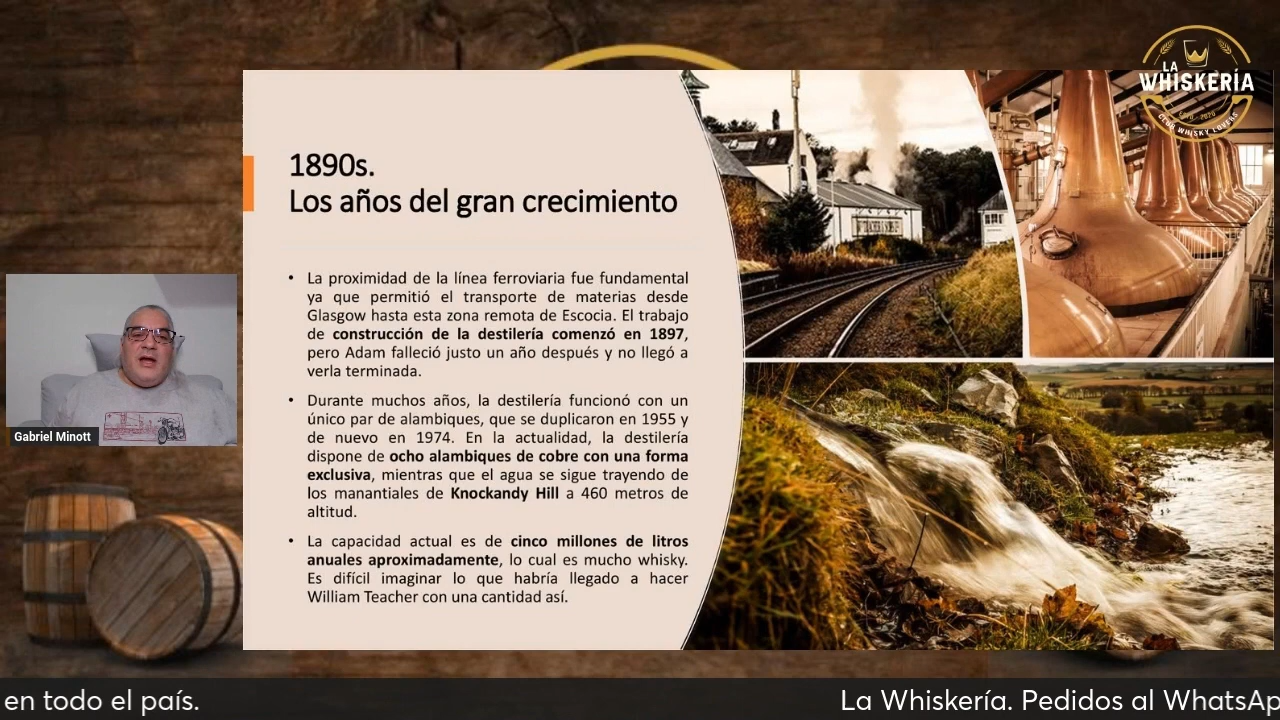 LA
WHISKERÍA
CLUB WHISKY LOVERS
1890s.
Los años del gran crecimiento
• La proximidad de la línea ferroviaria fue fundamental
ya que permitió el transporte de materias desde
Glasgow hasta esta zona remota de Escocia. El trabajo
de construcción de la destilería comenzó en 1897,
pero Adam falleció justo un año después y no llegó a
verla terminada.
• Durante muchos años, la destilería funcionó con un
único par de alambiques, que se duplicaron en 1955 y
de nuevo en 1974. En la actualidad, la destilería
dispone de ocho alambiques de cobre con una forma
exclusiva, mientras que el agua se sigue trayendo de
los manantiales de Knockandy Hill a 460 metros de
altitud.
• La capacidad actual es de cinco millones de litros
anuales aproximadamente, lo cual es mucho whisky.
Es difícil imaginar lo que habría llegado a hacer
William Teacher con una cantidad así.
Gabriel Minott
en todo el país.
La Whiskería. Pedidos al WhatsAp